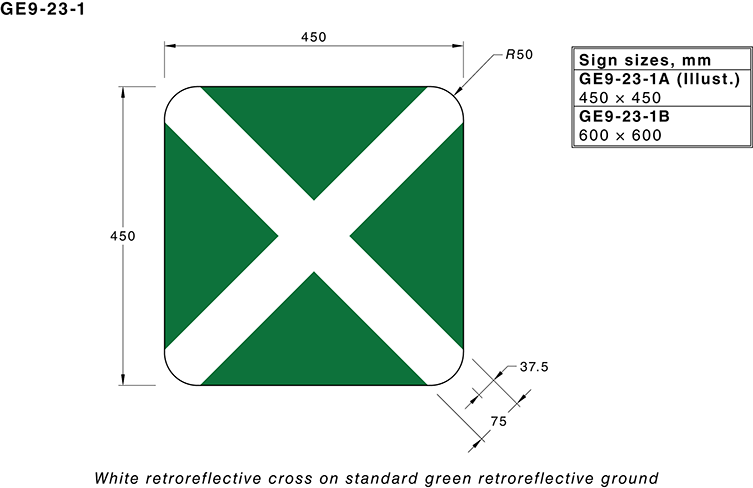 GE9-23-1
450
R50
Sign sizes, mm
GE9-23-1A (Illust.)
450 × 450
GE9-23-1B
600 × 600
450
37.5
75
White retroreflective cross on standard green retroreflective ground